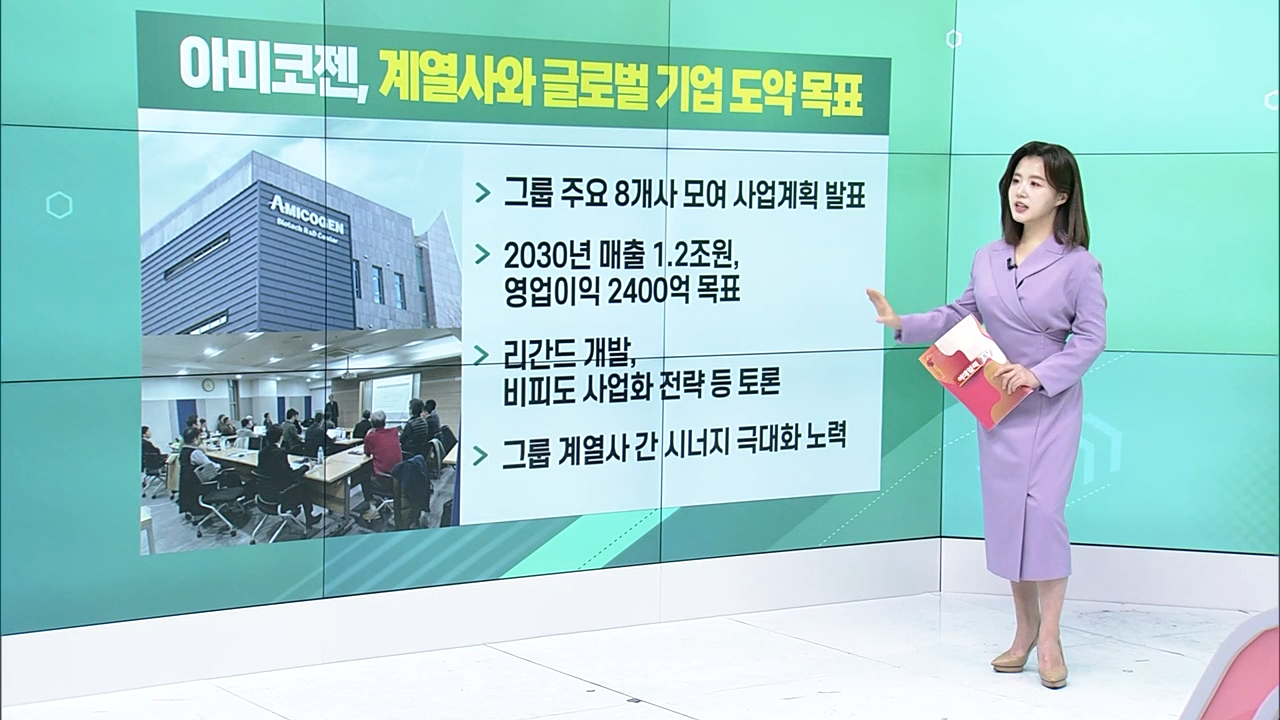 아미코젠, 계열사와 글로벌 기업 도약 목표
AMICOGEN
Biotech R&D Center
그룹 주요 8개사 모여 사업계획 발표
2030년 매출 1.2조원,
영업이익 2400억 목표
리간드 개발,
비피도 사업화 전략 등 토론
그룹 계열사 간 시너지 극대화 노력